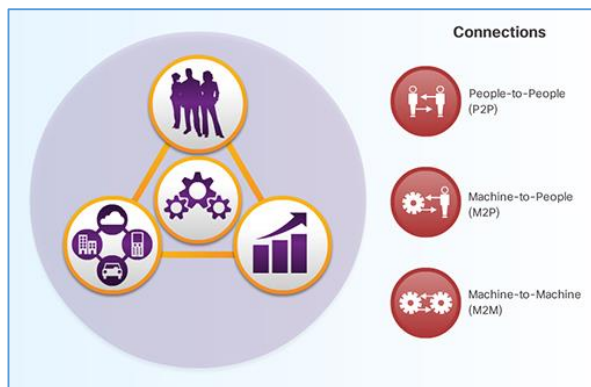 Connections
People-to-People
(P2P)
Machine-to-People
(M2P)
Machine-to-Machine
(M2M)